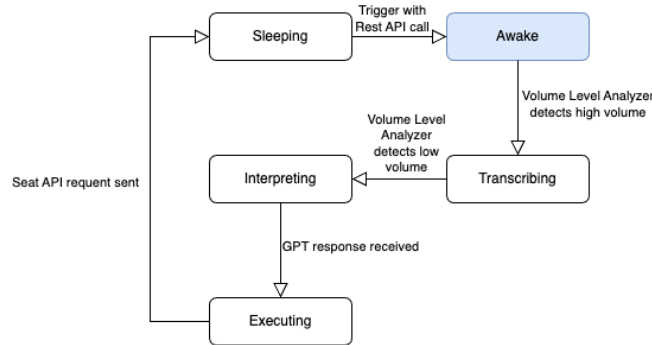 Sleeping
Trigger with
Rest API call
Awake
Volume Level Analyzer
detects high volume
Volume Level
Analyzer
detects low
volume
Interpreting
Transcribing
Seat API requent sent
GPT response received
Executing